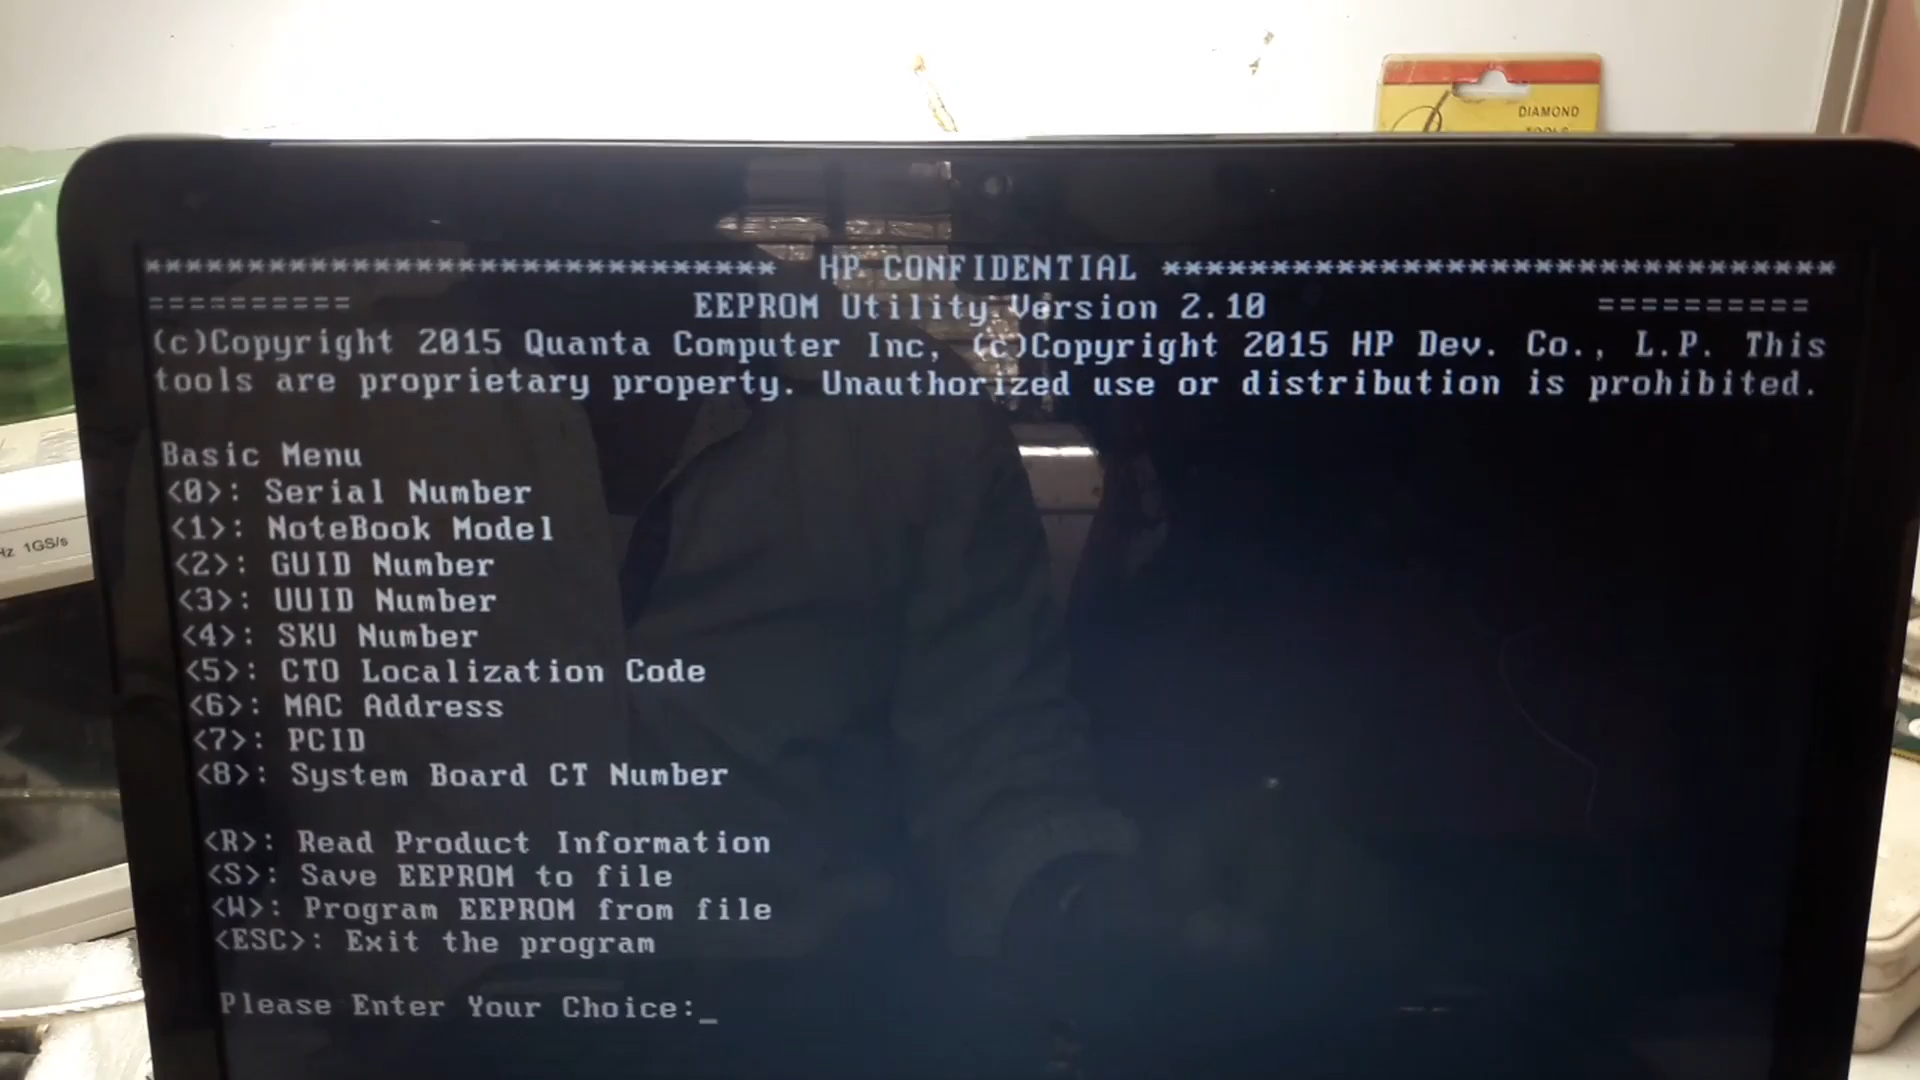 DIAMOND
TOOLS
****************************** HP CONFIDENTIAL ********************************
========== EEPROM Utility Version 2.10 ==========
(c)Copyright 2015 Quanta Computer Inc, (c)Copyright 2015 HP Dev. Co., L.P. This
tools are proprietary property. Unauthorized use or distribution is prohibited.
Basic Menu
<0>: Serial Number
<1>: NoteBook Model
<2>: GUID Number
<3>: UUID Number
<4>: SKU Number
<5>: CTO Localization Code
<6>: MAC Address
<7>: PCID
<8>: System Board CT Number
<R>: Read Product Information
<S>: Save EEPROM to file
<W>: Program EEPROM from file
<ESC>: Exit the program
Please Enter Your Choice:_
Hz 1GS/s